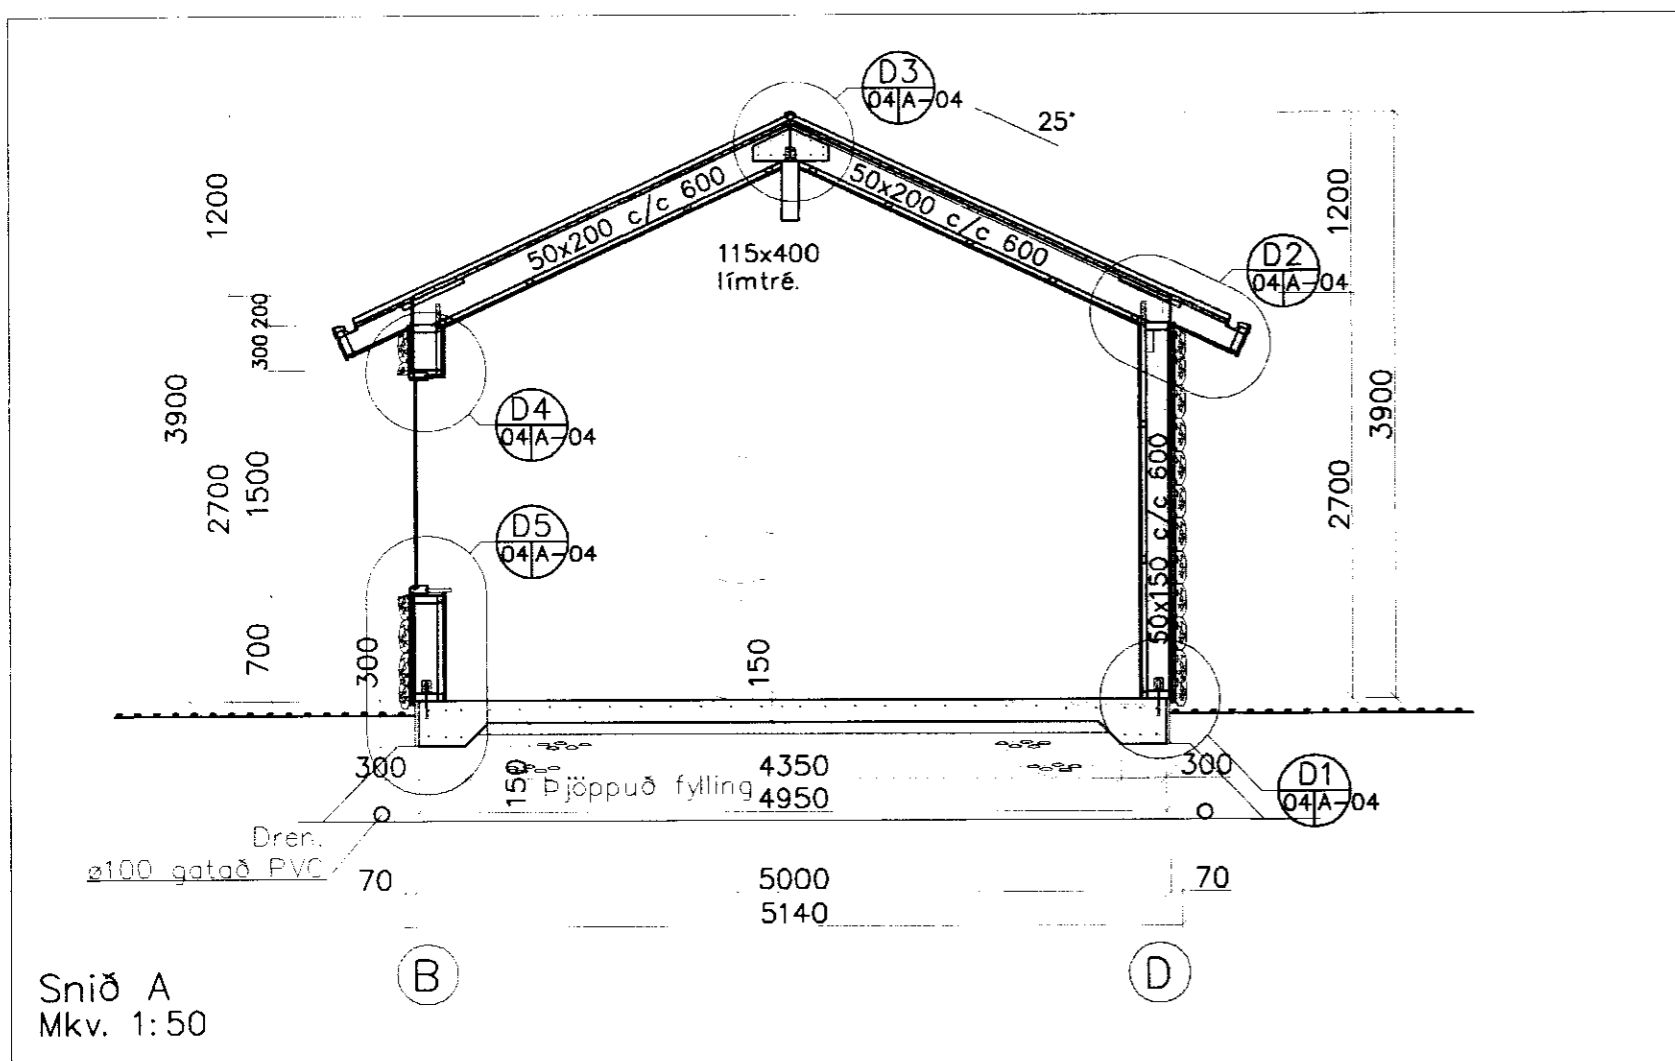 D3
04 A-04
25°
1200
50x200 c/c 600
50x200 c/c 600
1200
115x400
límtré.
D2
04 A-04
200
300
3900
D4
04 A-04
3900
2700
1500
50x150 c/c 600
2700
D5
04 A-04
700
300
150
300
150
Þjöppuð fylling
4350
4950
300
D1
04 A-04
Dren.
ø100 gatað PVC
70
5000
70
5140
B
D
Snið A
Mkv. 1:50